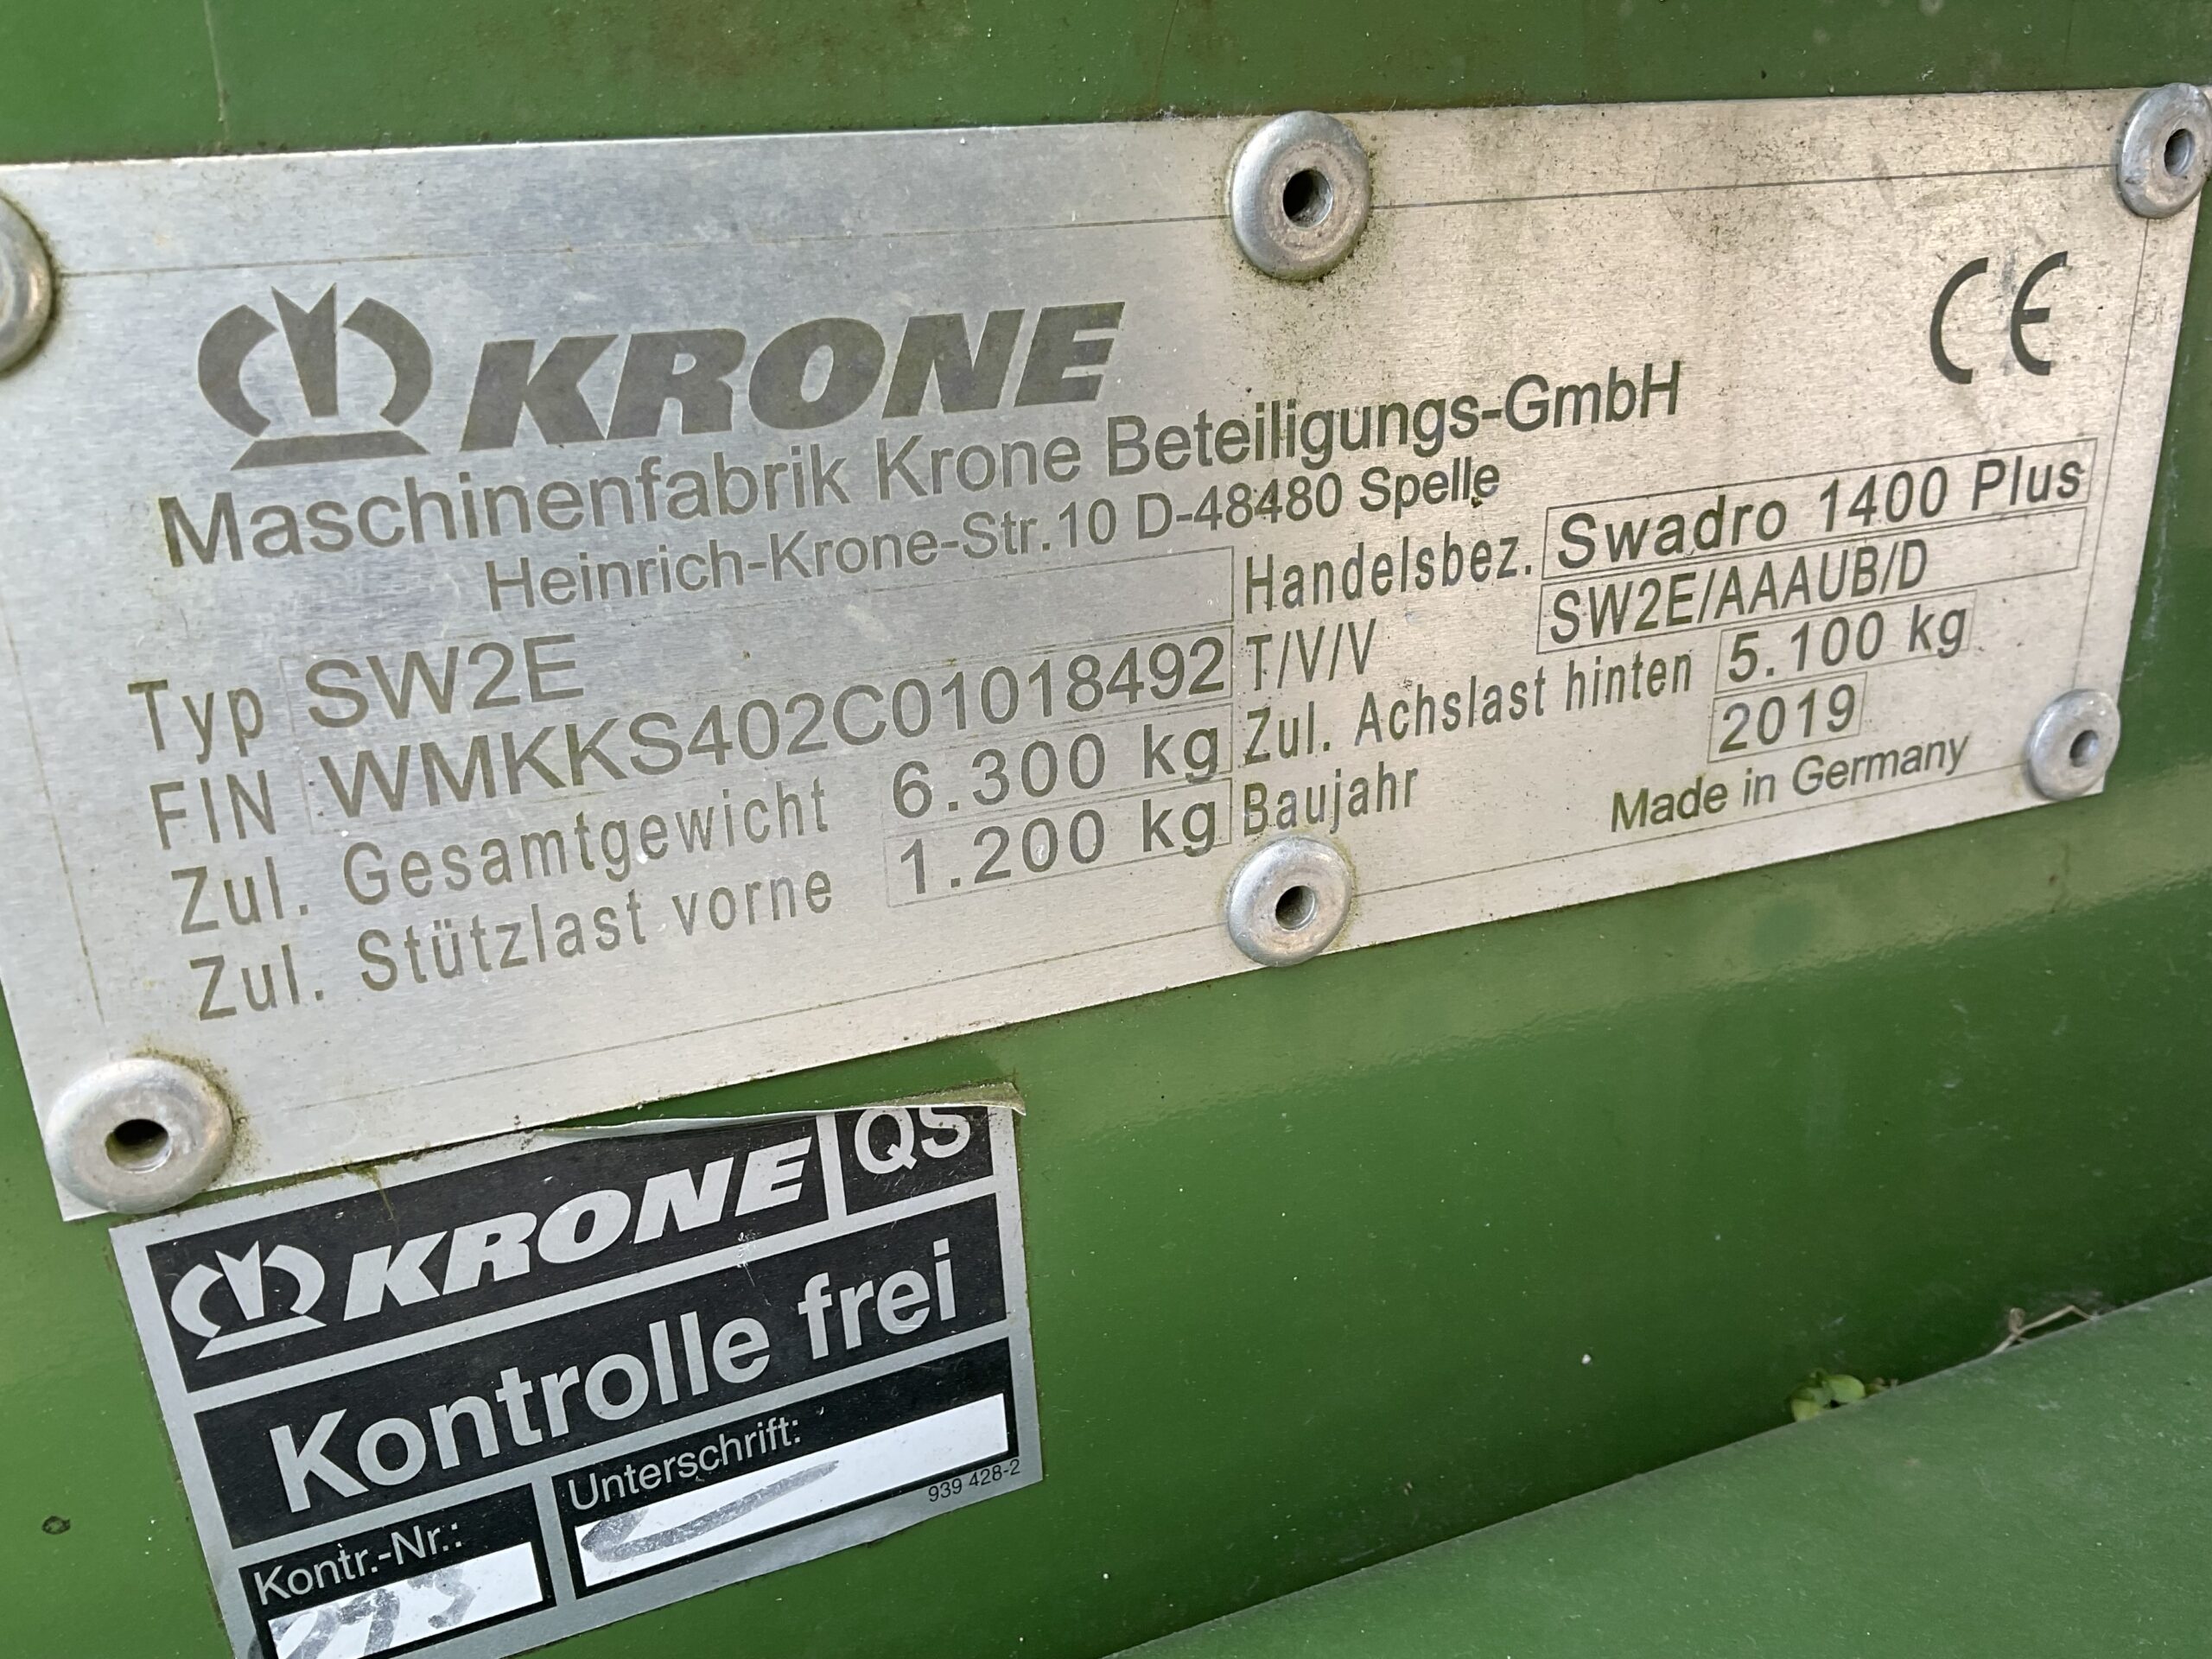 KRONE
CE
Maschinenfabrik Krone Beteiligungs-GmbH
Heinrich-Krone-Str.10 D-48480 Spelle
Typ SW2E
Handelsbez. Swadro 1400 Plus
FIN WMKKS402C01018492
T/V/V SW2E/AAAUB/D
Zul. Gesamtgewicht 6.300 kg
Zul. Achslast hinten 5.100 kg
Zul. Stützlast vorne 1.200 kg
Baujahr 2019
Made in Germany
KRONE QS
Kontrolle frei
Kontr.-Nr.:
Unterschrift:
939 428-2